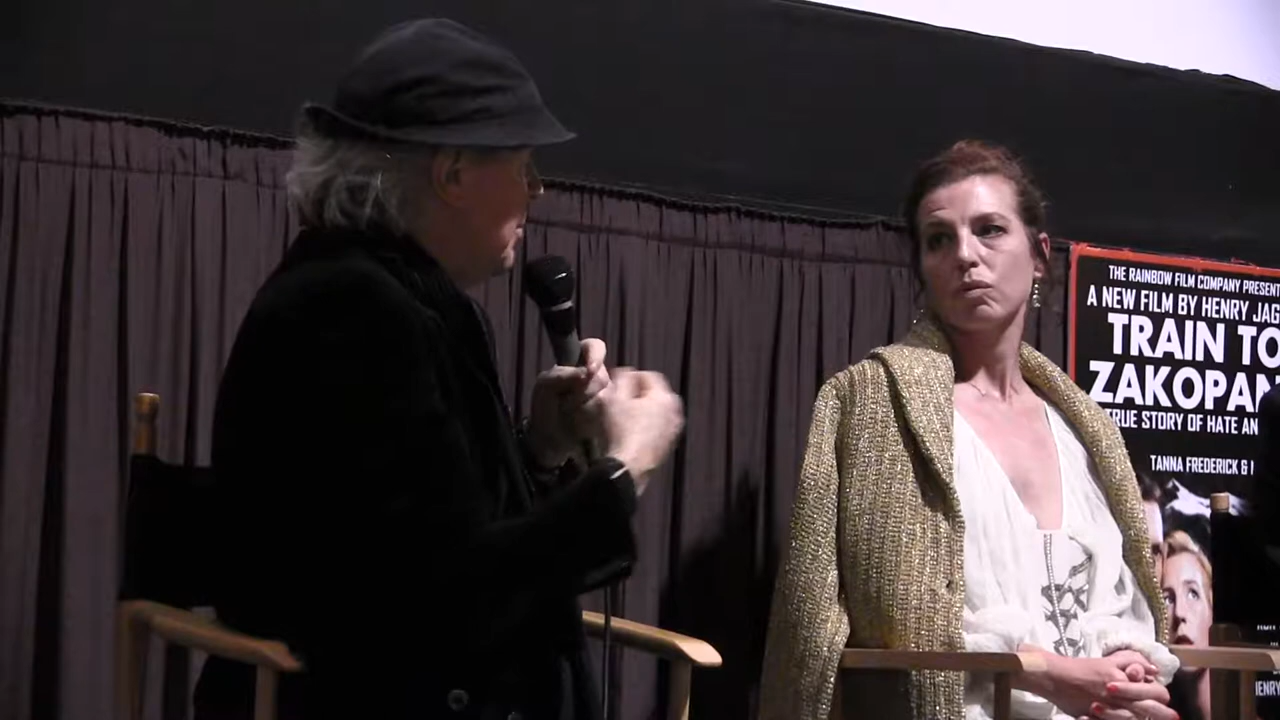 THE RAINBOW FILM COMPANY PRESENT
A NEW FILM BY HENRY JAG
TRAIN TO
ZAKOPAN
TRUE STORY OF HATE AN
TANNA FREDERICK &
HENRY